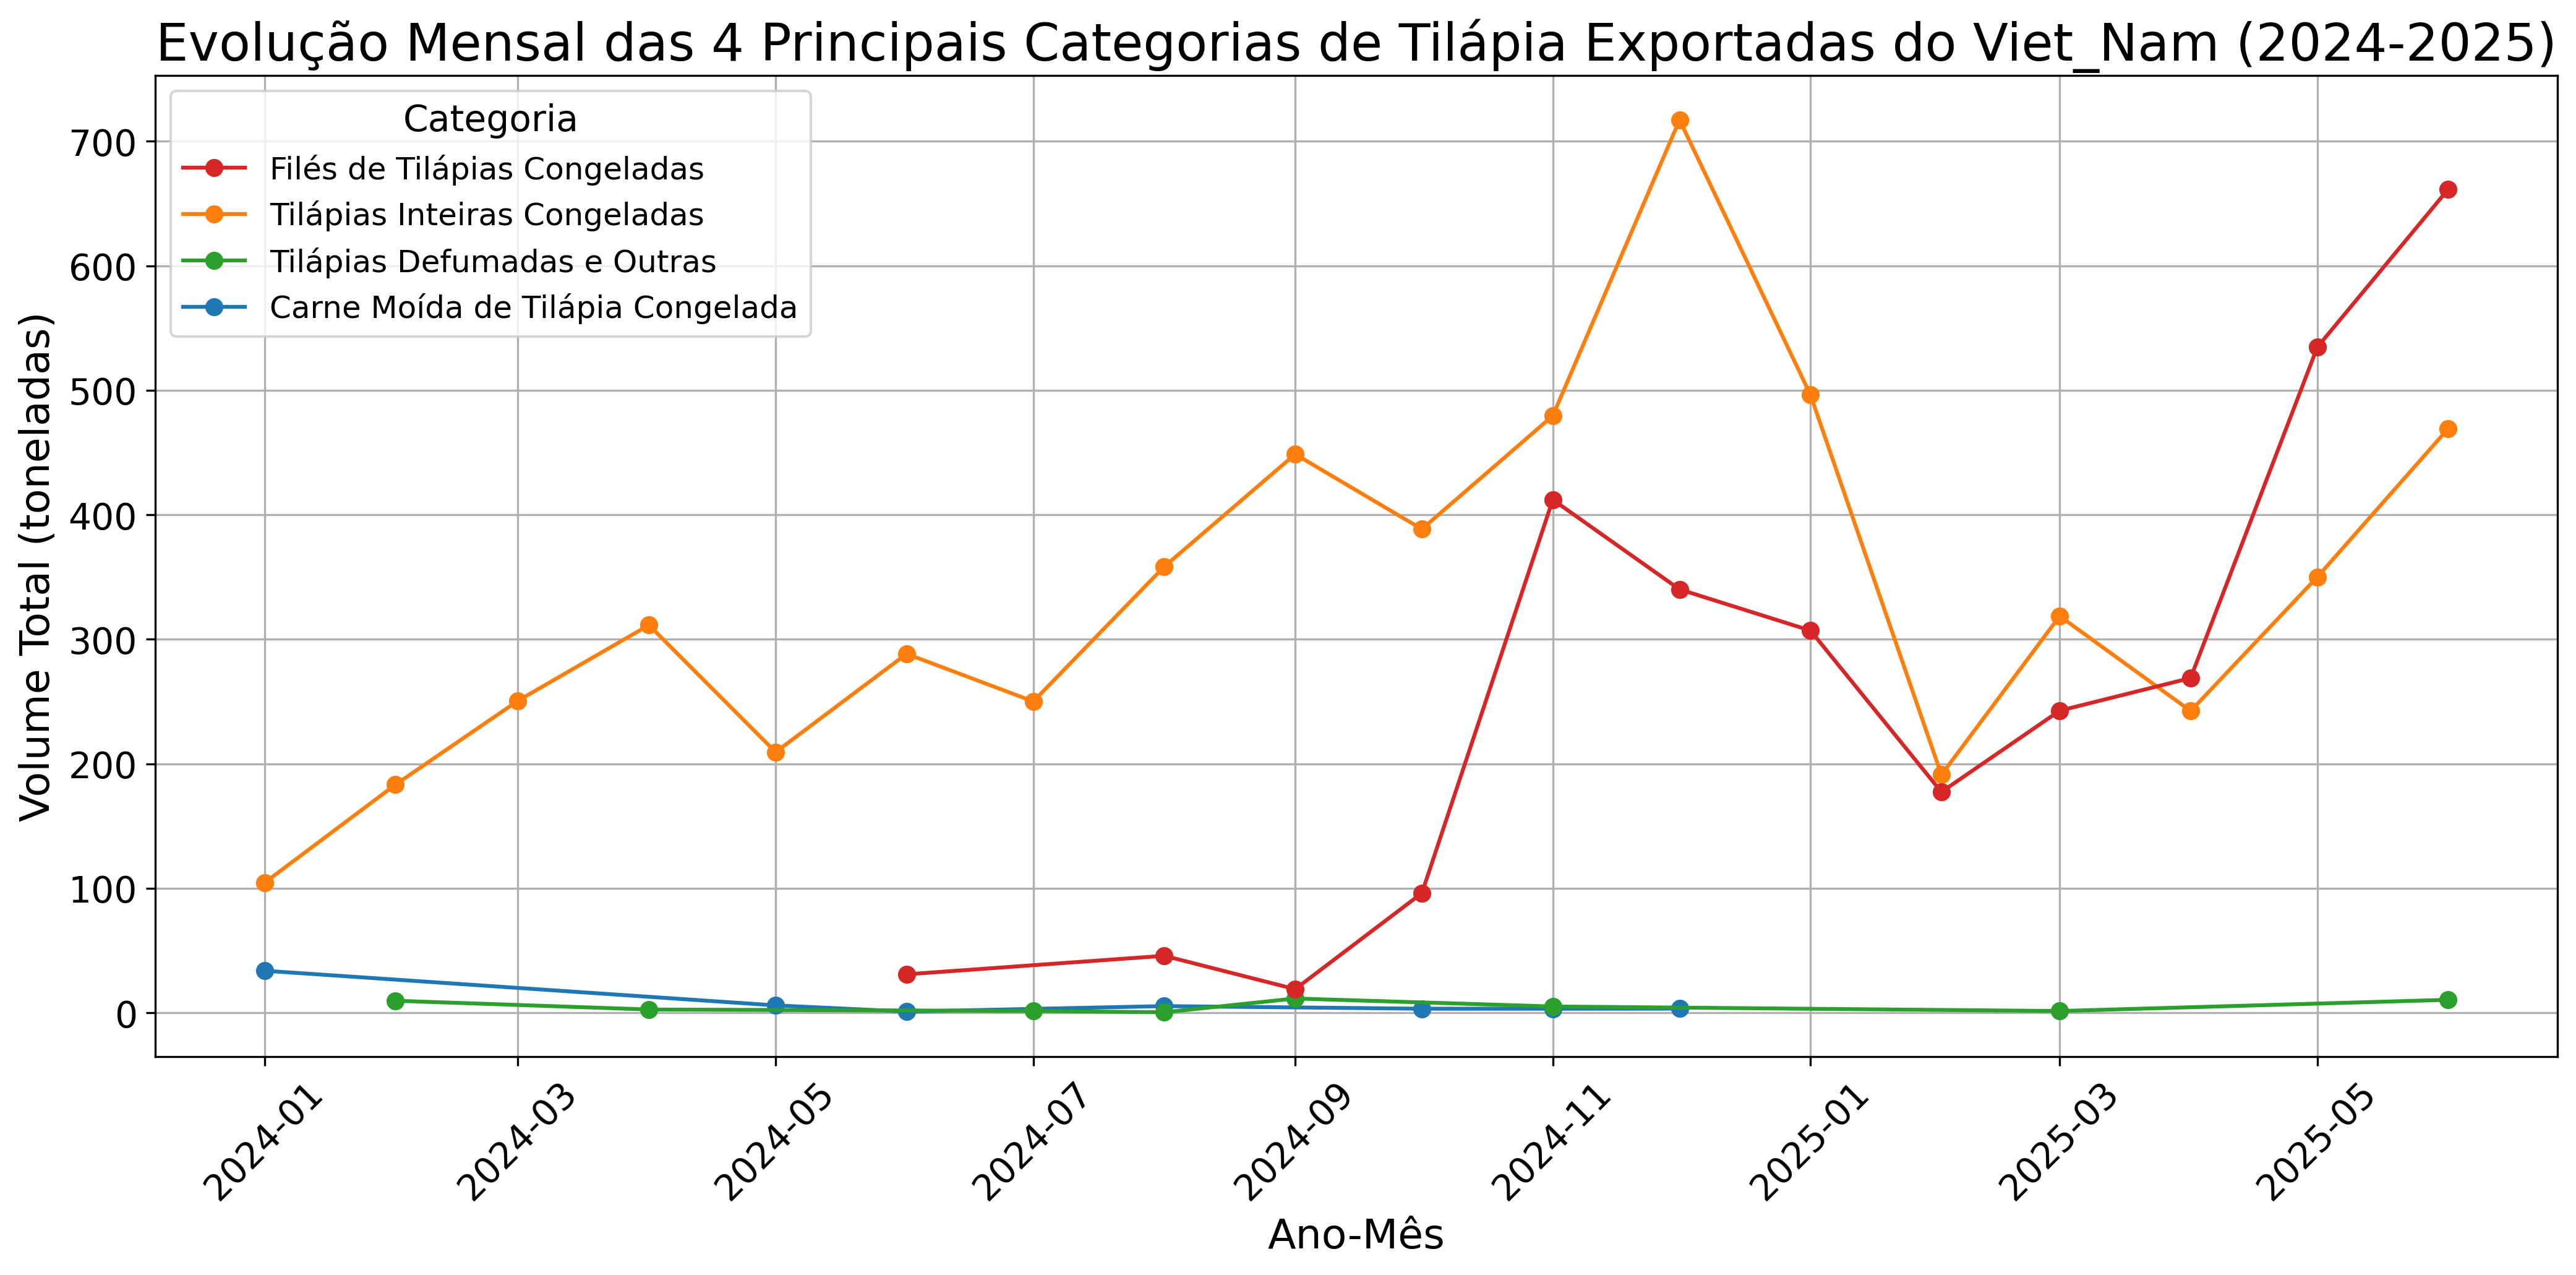 Evolução Mensal das 4 Principais Categorias de Tilápia Exportadas do Viet_Nam (2024-2025)
Categoria
Filés de Tilápias Congeladas
Tilápias Inteiras Congeladas
Tilápias Defumadas e Outras
Carne Moída de Tilápia Congelada
Volume Total (toneladas)
700
600
500
400
300
200
100
0
2024-01
2024-03
2024-05
2024-07
2024-09
2024-11
2025-01
2025-03
2025-05
Ano-Mês